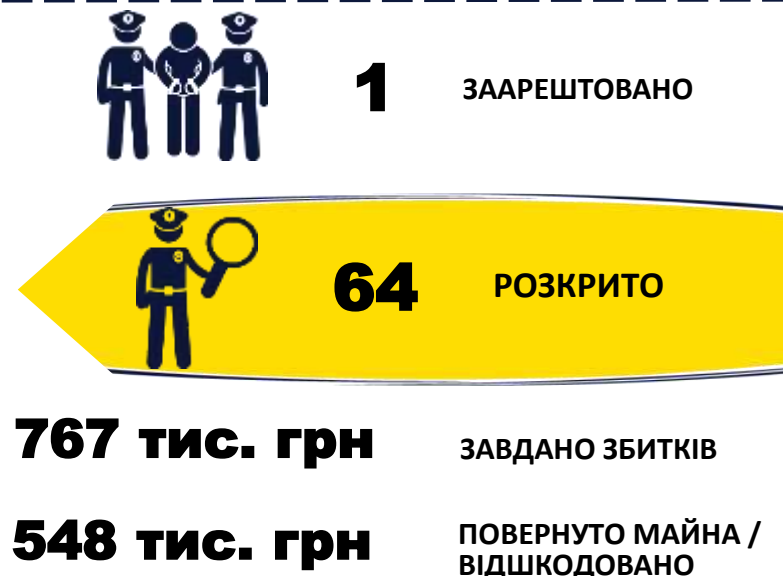 1 ЗААРЕШТОВАНО
64 РОЗКРИТО
767 тис. грн ЗАВДАНО ЗБИТКІВ
548 тис. грн ПОВЕРНУТО МАЙНА /
ВІДШКОДОВАНО